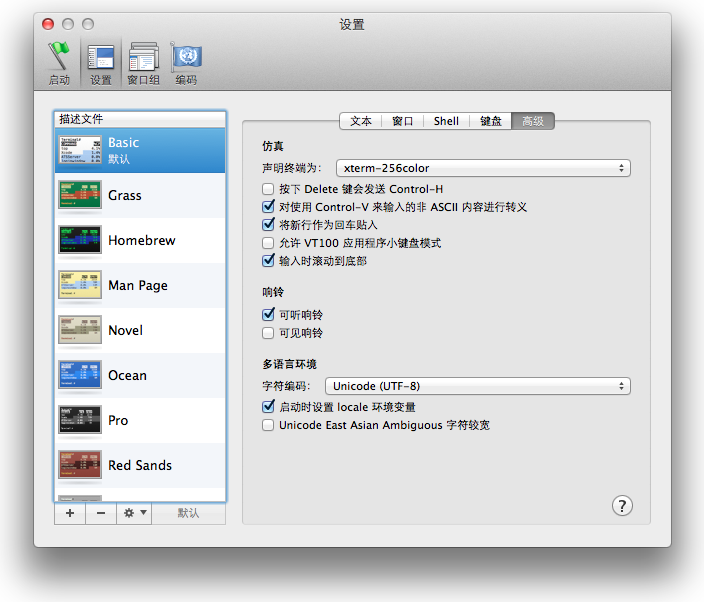 设置
启动 设置 窗口组 编码
描述文件
Basic
默认
Grass
Homebrew
Man Page
Novel
Ocean
Pro
Red Sands
+ − 默认
文本 窗口 Shell 键盘 高级
仿真
声明终端为： xterm-256color
按下 Delete 键会发送 Control-H
对使用 Control-V 来输入的非 ASCII 内容进行转义
将新行作为回车贴入
允许 VT100 应用程序小键盘模式
输入时滚动到底部
响铃
可听响铃
可见响铃
多语言环境
字符编码： Unicode (UTF-8)
启动时设置 locale 环境变量
Unicode East Asian Ambiguous 字符较宽
?